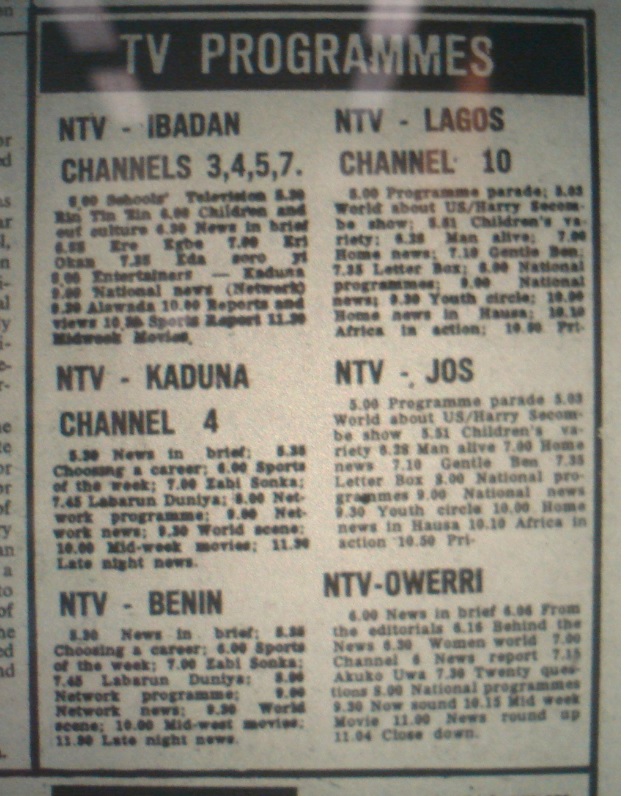 TV PROGRAMMES
NTV - IBADAN
CHANNELS 3,4,5,7.
5.00 Schools' Television 5.30
Rin Tin Tin 6.00 Children and
our culture 6.30 News in brief
6.35 Ere Egbe 7.00 Eri
Okan 7.35 Eda soro yi
8.00 Entertainers — Kaduna
9.00 National news (Network)
9.30 Alawada 10.00 Reports and
views 10.30 Sports Report 11.30
Midweek Movies.
NTV - KADUNA
CHANNEL 4
5.30 News in brief; 5.35
Choosing a career; 6.00 Sports
of the week; 7.00 Zabi Sonka;
7.45 Labarun Duniya; 8.00 Net-
work programme; 9.00 Net-
work news; 9.30 World scene;
10.00 Mid-week movies; 11.30
Late night news.
NTV - BENIN
5.30 News in brief; 5.35
Choosing a career; 6.00 Sports
of the week; 7.00 Zabi Sonka;
7.45 Labarun Duniya; 8.00
Network programme; 9.00
Network news; 9.30 World
scene; 10.00 Mid-west movies;
11.30 Late night news.
NTV - LAGOS
CHANNEL 10
5.00 Programme parade; 5.03
World about US/Harry Secom-
be show; 5.51 Children's va-
riety; 6.25 Man alive; 7.00
Home news; 7.10 Gentle Ben;
7.35 Letter Box; 8.00 National
programmes; 9.00 National
news; 9.30 Youth circle; 10.00
Home news in Hausa; 10.10
Africa in action; 10.50 Pri-
NTV - JOS
5.00 Programme parade 5.03
World about US/Harry Secom-
be show 5.51 Children's va-
riety 6.25 Man alive 7.00 Home
news 7.10 Gentle Ben 7.35
Letter Box 8.00 National pro-
grammes 9.00 National news
9.30 Youth circle 10.00 Home
news in Hausa 10.10 Africa in
action 10.50 Pri-
NTV-OWERRI
6.00 News in brief 6.06 From
the editorials 6.16 Behind the
News 6.30 Women world 7.00
Channel 6 News report 7.15
Akuko Uwa 7.30 Twenty ques-
tions 8.00 National programmes
9.30 Now sound 10.15 Mid week
Movie 11.00 News round up
11.04 Close down.